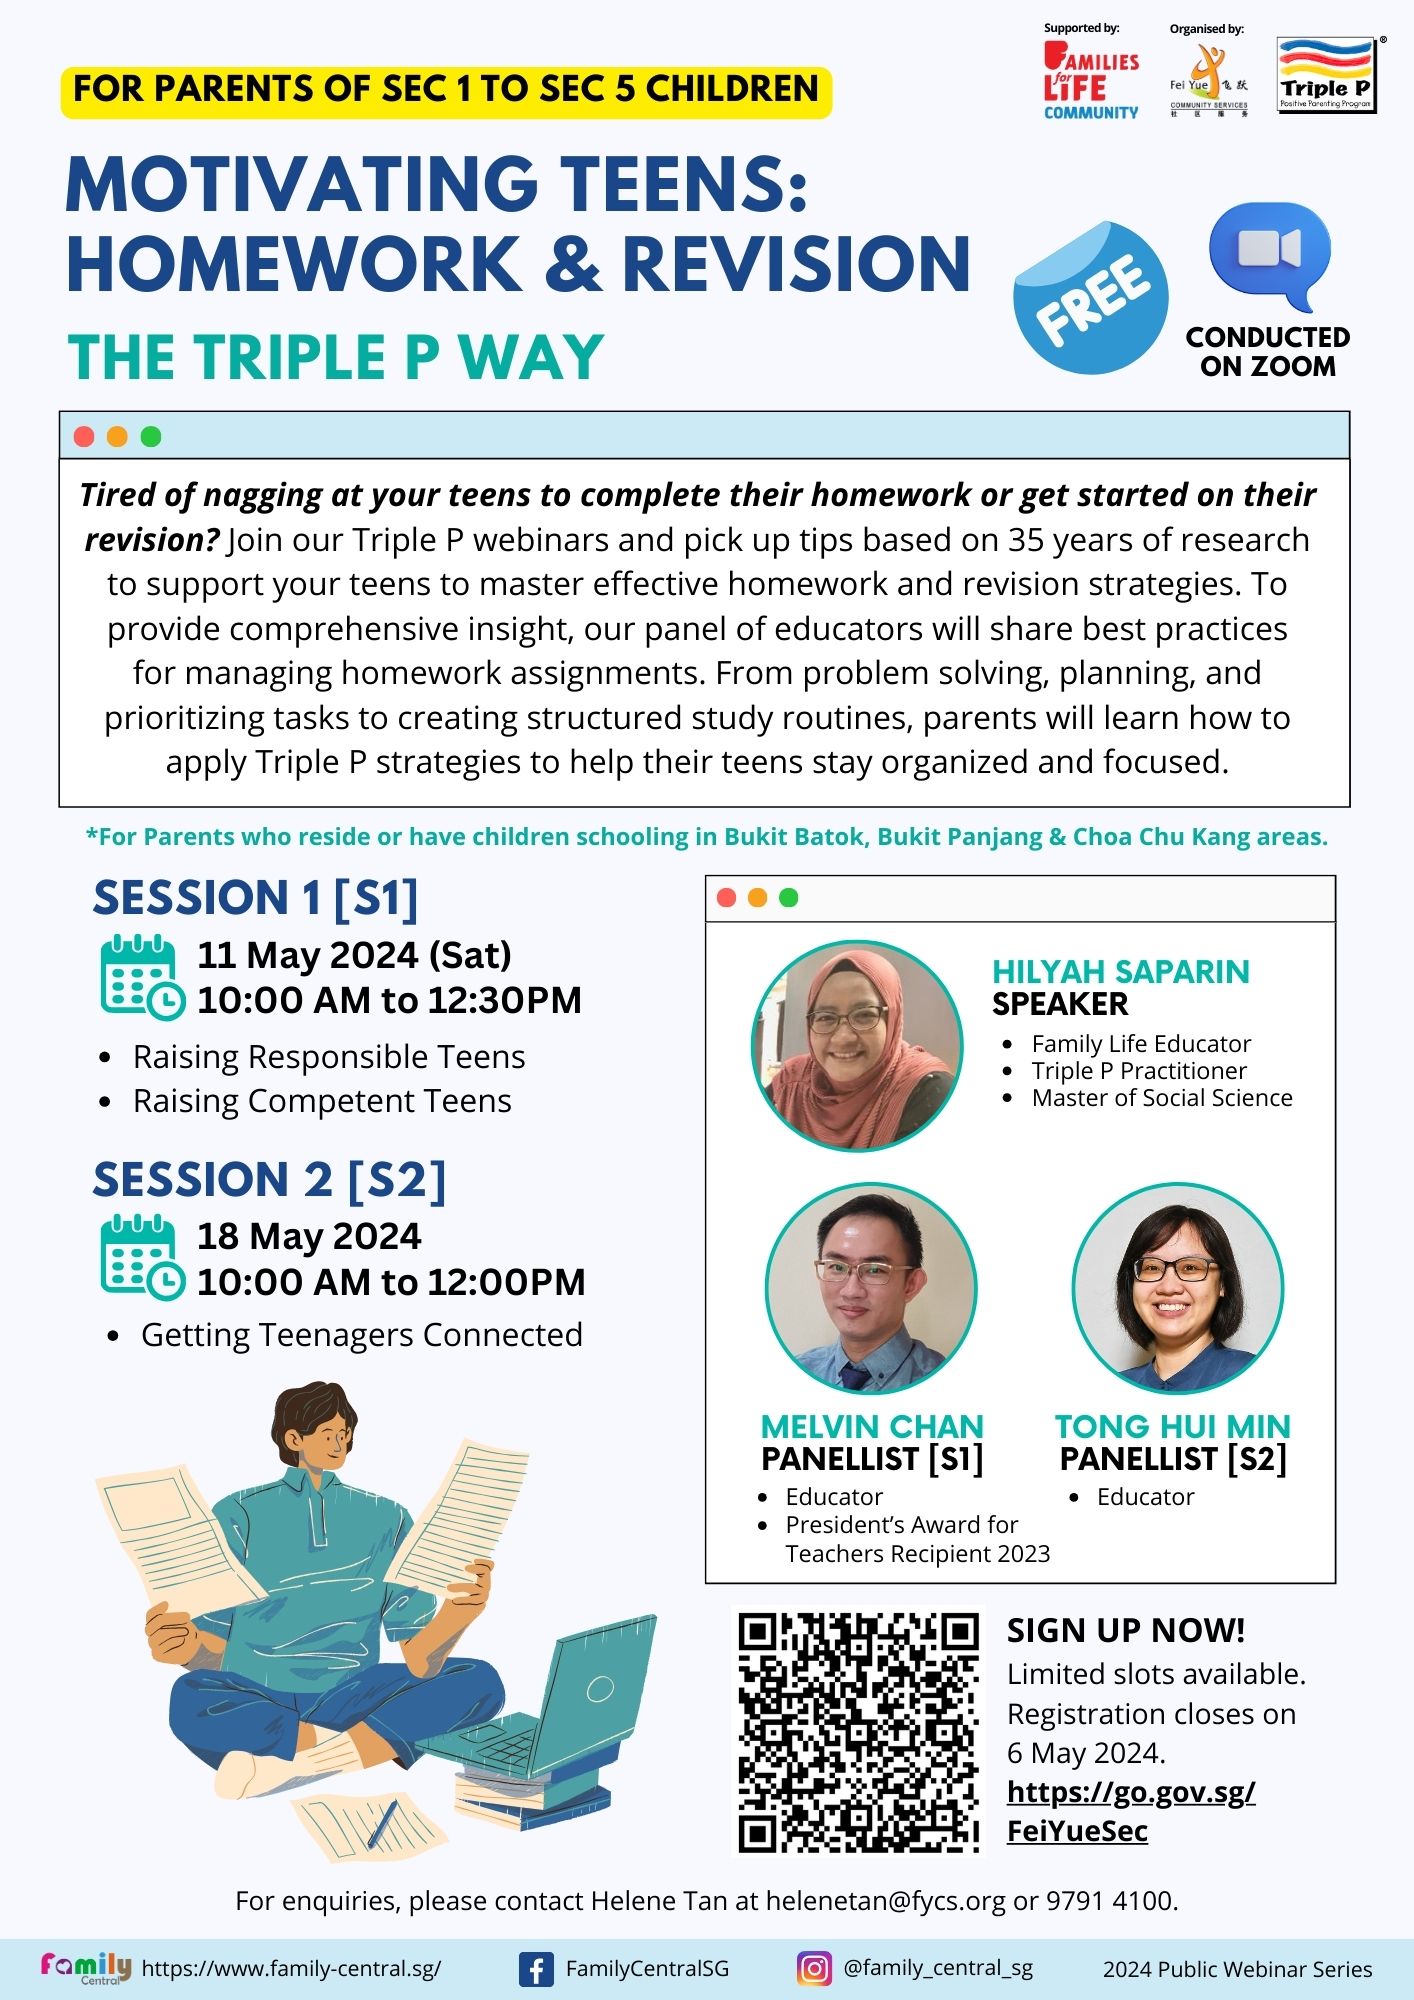 Supported by:
FAMILIES
for
LiFE
COMMUNITY
Organised by:
Fei Yue 飞跃
COMMUNITY SERVICES
社区服务
Triple P ®
Positive Parenting Program
FOR PARENTS OF SEC 1 TO SEC 5 CHILDREN
MOTIVATING TEENS:
HOMEWORK & REVISION
THE TRIPLE P WAY
FREE
CONDUCTED
ON ZOOM
Tired of nagging at your teens to complete their homework or get started on their
revision? Join our Triple P webinars and pick up tips based on 35 years of research
to support your teens to master effective homework and revision strategies. To
provide comprehensive insight, our panel of educators will share best practices
for managing homework assignments. From problem solving, planning, and
prioritizing tasks to creating structured study routines, parents will learn how to
apply Triple P strategies to help their teens stay organized and focused.
*For Parents who reside or have children schooling in Bukit Batok, Bukit Panjang & Choa Chu Kang areas.
SESSION 1 [S1]
11 May 2024 (Sat)
10:00 AM to 12:30PM
• Raising Responsible Teens
• Raising Competent Teens
SESSION 2 [S2]
18 May 2024
10:00 AM to 12:00PM
• Getting Teenagers Connected
HILYAH SAPARIN
SPEAKER
• Family Life Educator
• Triple P Practitioner
• Master of Social Science
MELVIN CHAN
PANELLIST [S1]
• Educator
• President's Award for
Teachers Recipient 2023
TONG HUI MIN
PANELLIST [S2]
• Educator
SIGN UP NOW!
Limited slots available.
Registration closes on
6 May 2024.
https://go.gov.sg/
FeiYueSec
For enquiries, please contact Helene Tan at helenetan@fycs.org or 9791 4100.
family
Central
https://www.family-central.sg/
FamilyCentralSG
@family_central_sg
2024 Public Webinar Series